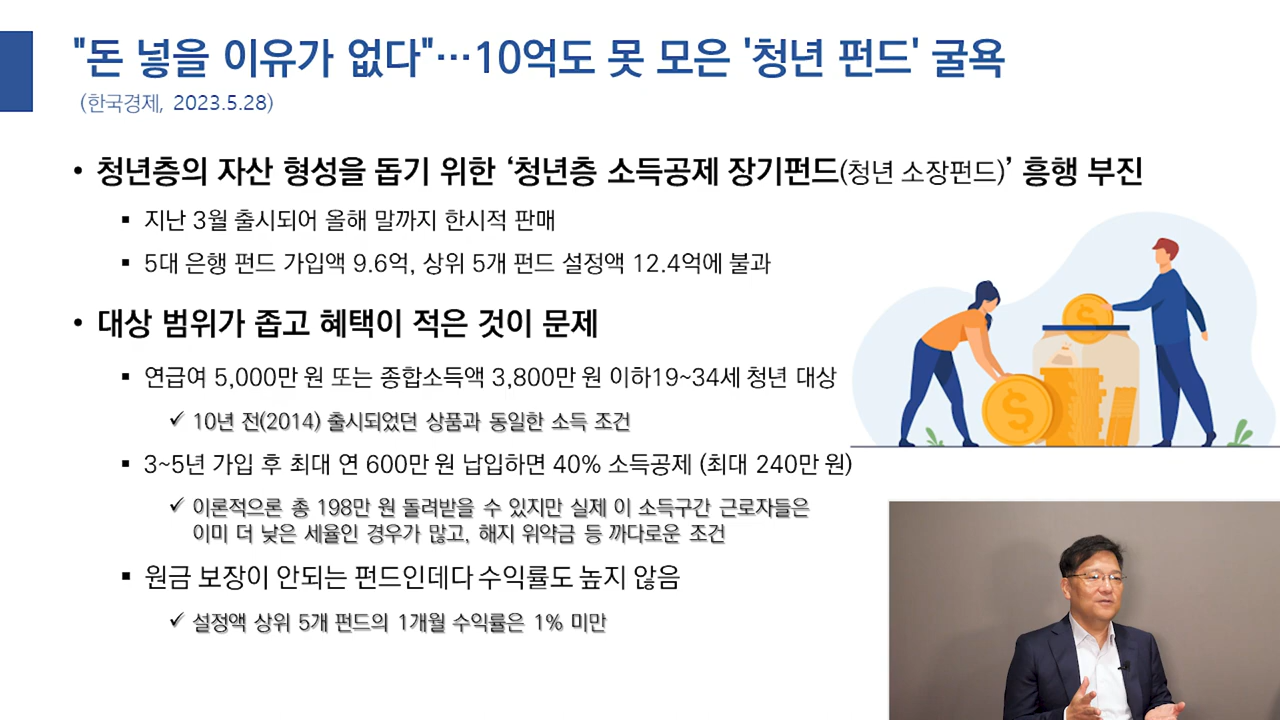 "돈 넣을 이유가 없다"…10억도 못 모은 '청년 펀드' 굴욕
(한국경제, 2023.5.28)
• 청년층의 자산 형성을 돕기 위한 ‘청년층 소득공제 장기펀드(청년 소장펀드)’ 흥행 부진
▪ 지난 3월 출시되어 올해 말까지 한시적 판매
▪ 5대 은행 펀드 가입액 9.6억, 상위 5개 펀드 설정액 12.4억에 불과
• 대상 범위가 좁고 혜택이 적은 것이 문제
▪ 연급여 5,000만 원 또는 종합소득액 3,800만 원 이하19~34세 청년 대상
✓ 10년 전(2014) 출시되었던 상품과 동일한 소득 조건
▪ 3~5년 가입 후 최대 연 600만 원 납입하면 40% 소득공제 (최대 240만 원)
✓ 이론적으론 총 198만 원 돌려받을 수 있지만 실제 이 소득구간 근로자들은
이미 더 낮은 세율인 경우가 많고, 해지 위약금 등 까다로운 조건
▪ 원금 보장이 안되는 펀드인데다 수익률도 높지 않음
✓ 설정액 상위 5개 펀드의 1개월 수익률은 1% 미만